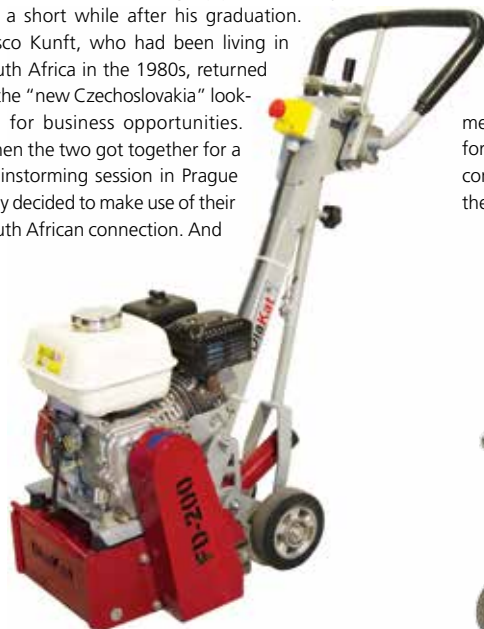 a short while after his graduation.
sco Kunft, who had been living in
uth Africa in the 1980s, returned
the “new Czechoslovakia” look-
for business opportunities.
hen the two got together for a
instorming session in Prague
y decided to make use of their
uth African connection. And
me
for
con
the
DiaKat
FD-200